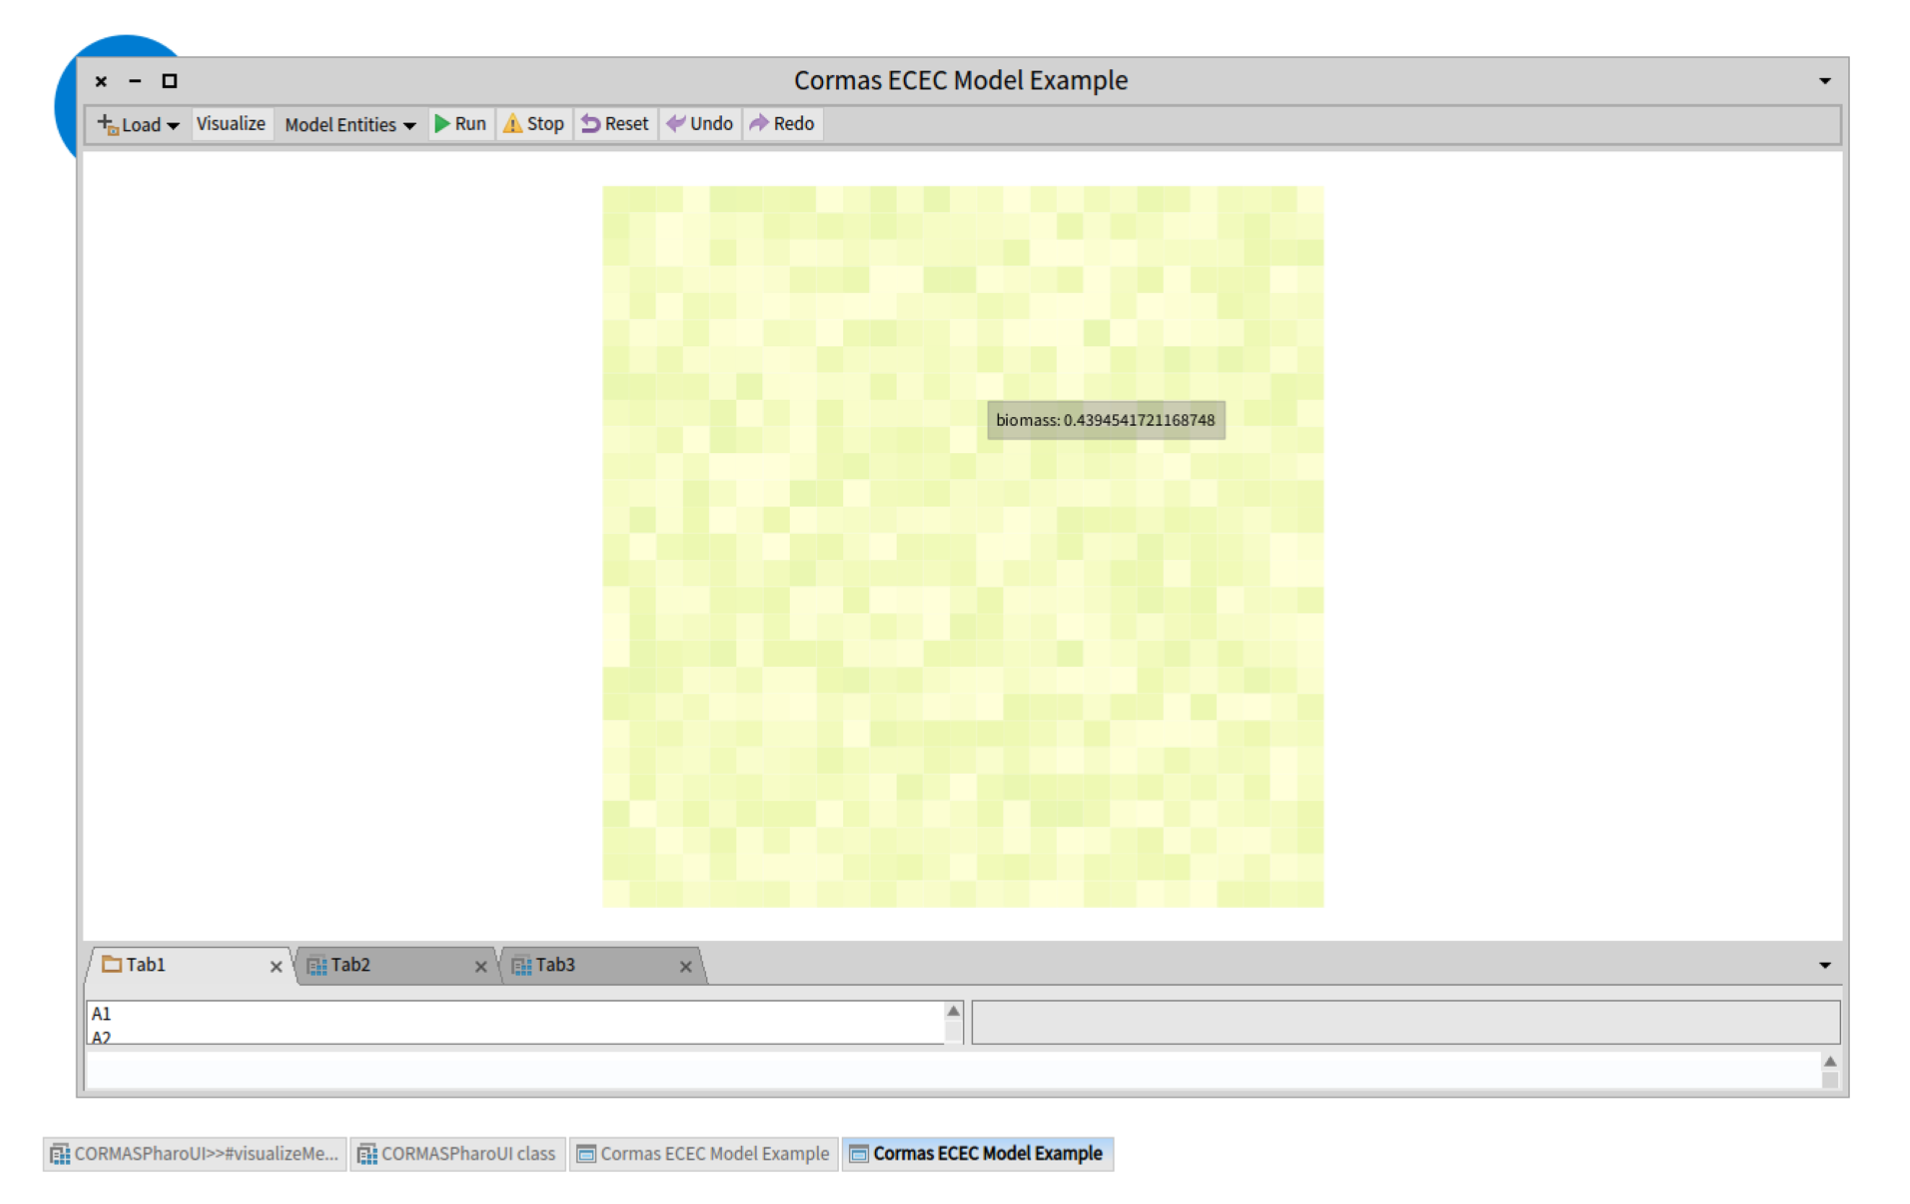 Cormas ECEC Model Example
Load Visualize Model Entities Run Stop Reset Undo Redo
biomass: 0.4394541721168748
Tab1 Tab2 Tab3
A1
A2
CORMASPharoUI>>#visualizeMe... CORMASPharoUI class Cormas ECEC Model Example Cormas ECEC Model Example